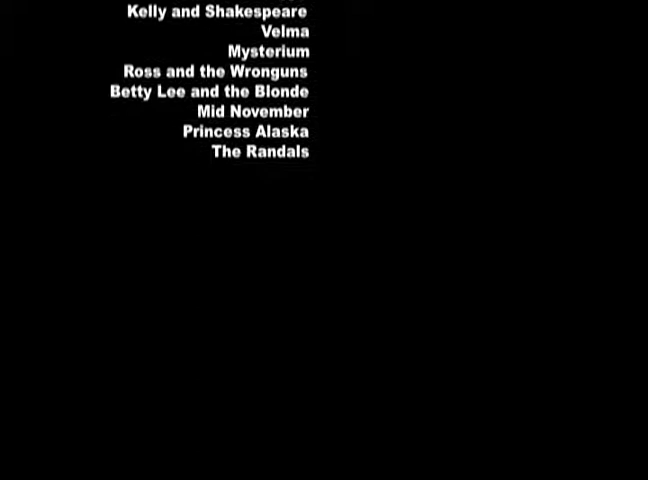 Kelly and Shakespeare
Velma
Mysterium
Ross and the Wronguns
Betty Lee and the Blonde
Mid November
Princess Alaska
The Randals